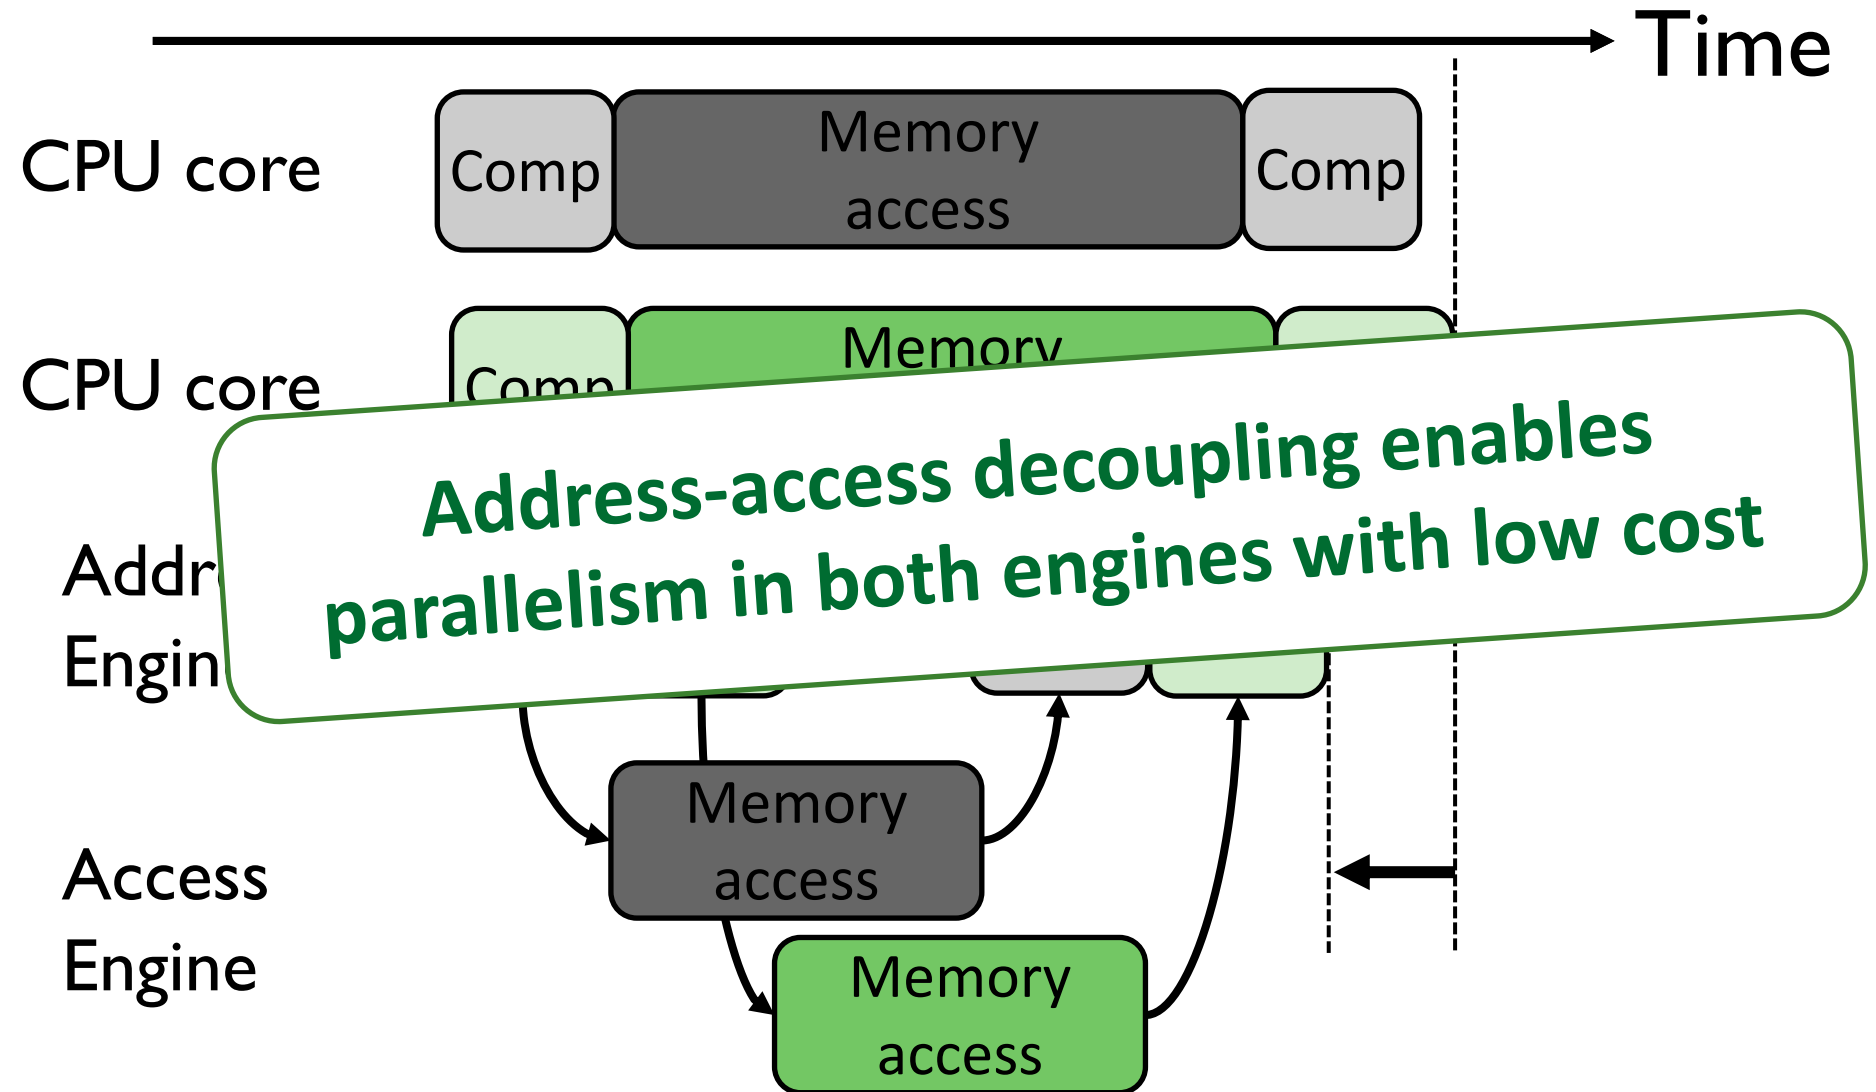 Time
CPU core
Comp
Memory
access
Comp
CPU core
Comp
Memory
Address-access decoupling enables
parallelism in both engines with low cost
Memory
access
Access
Engine
Memory
access